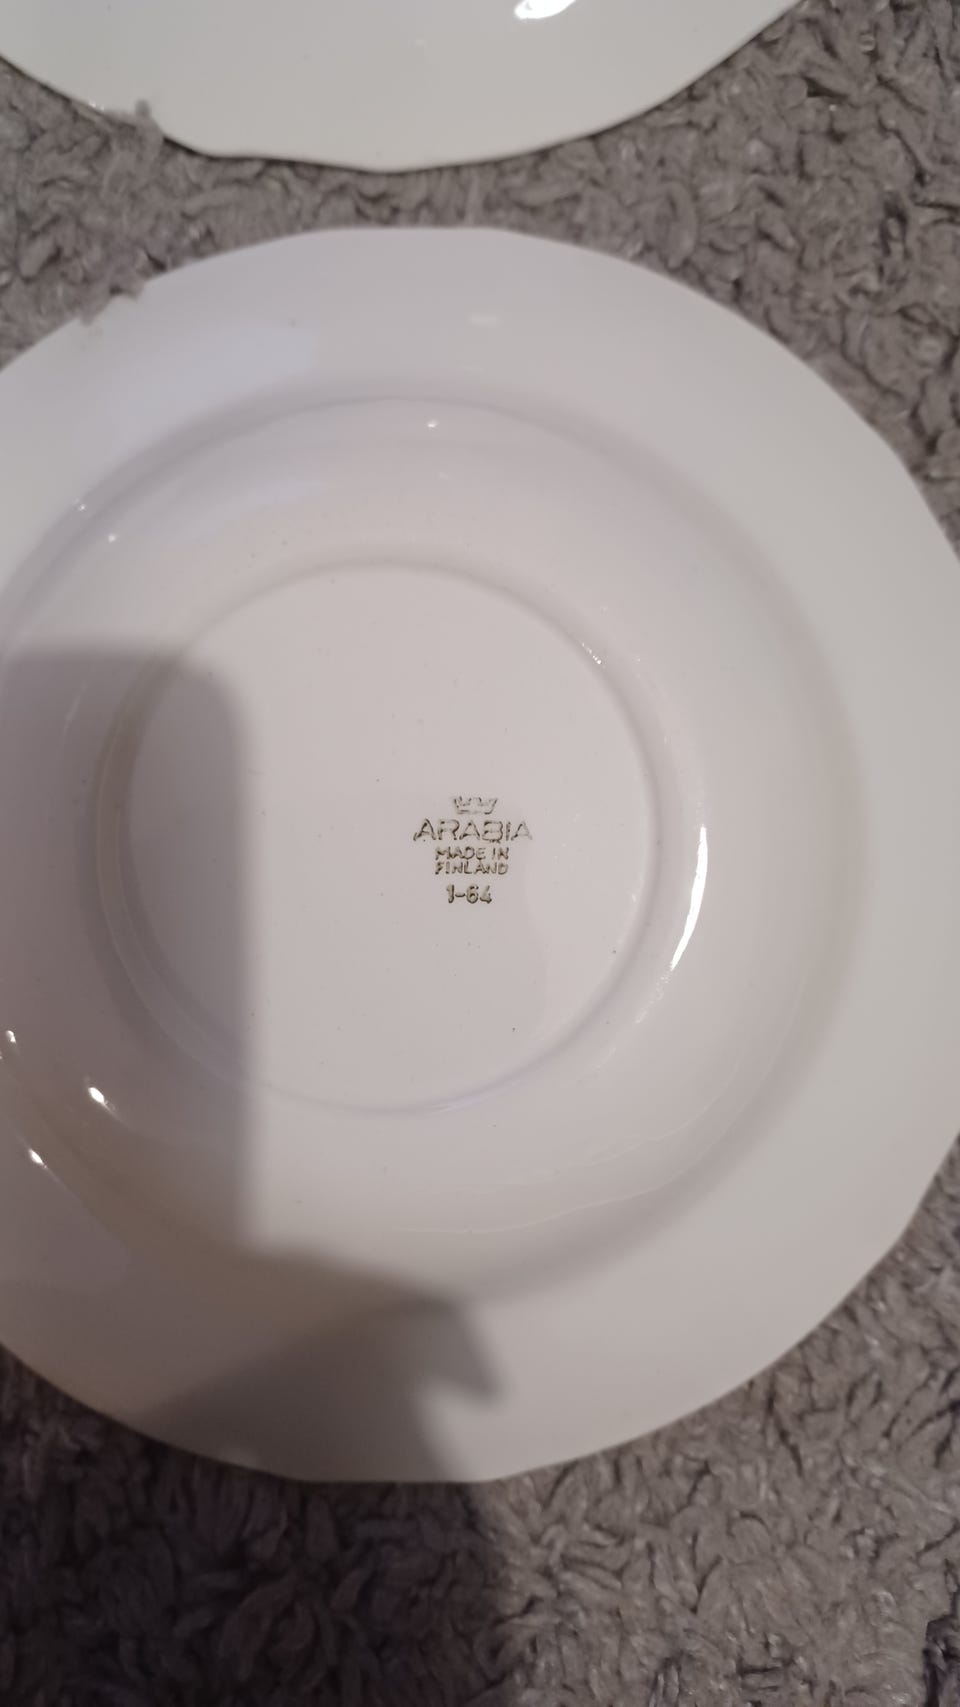 ARABIA
MADE IN
FINLAND
1-64